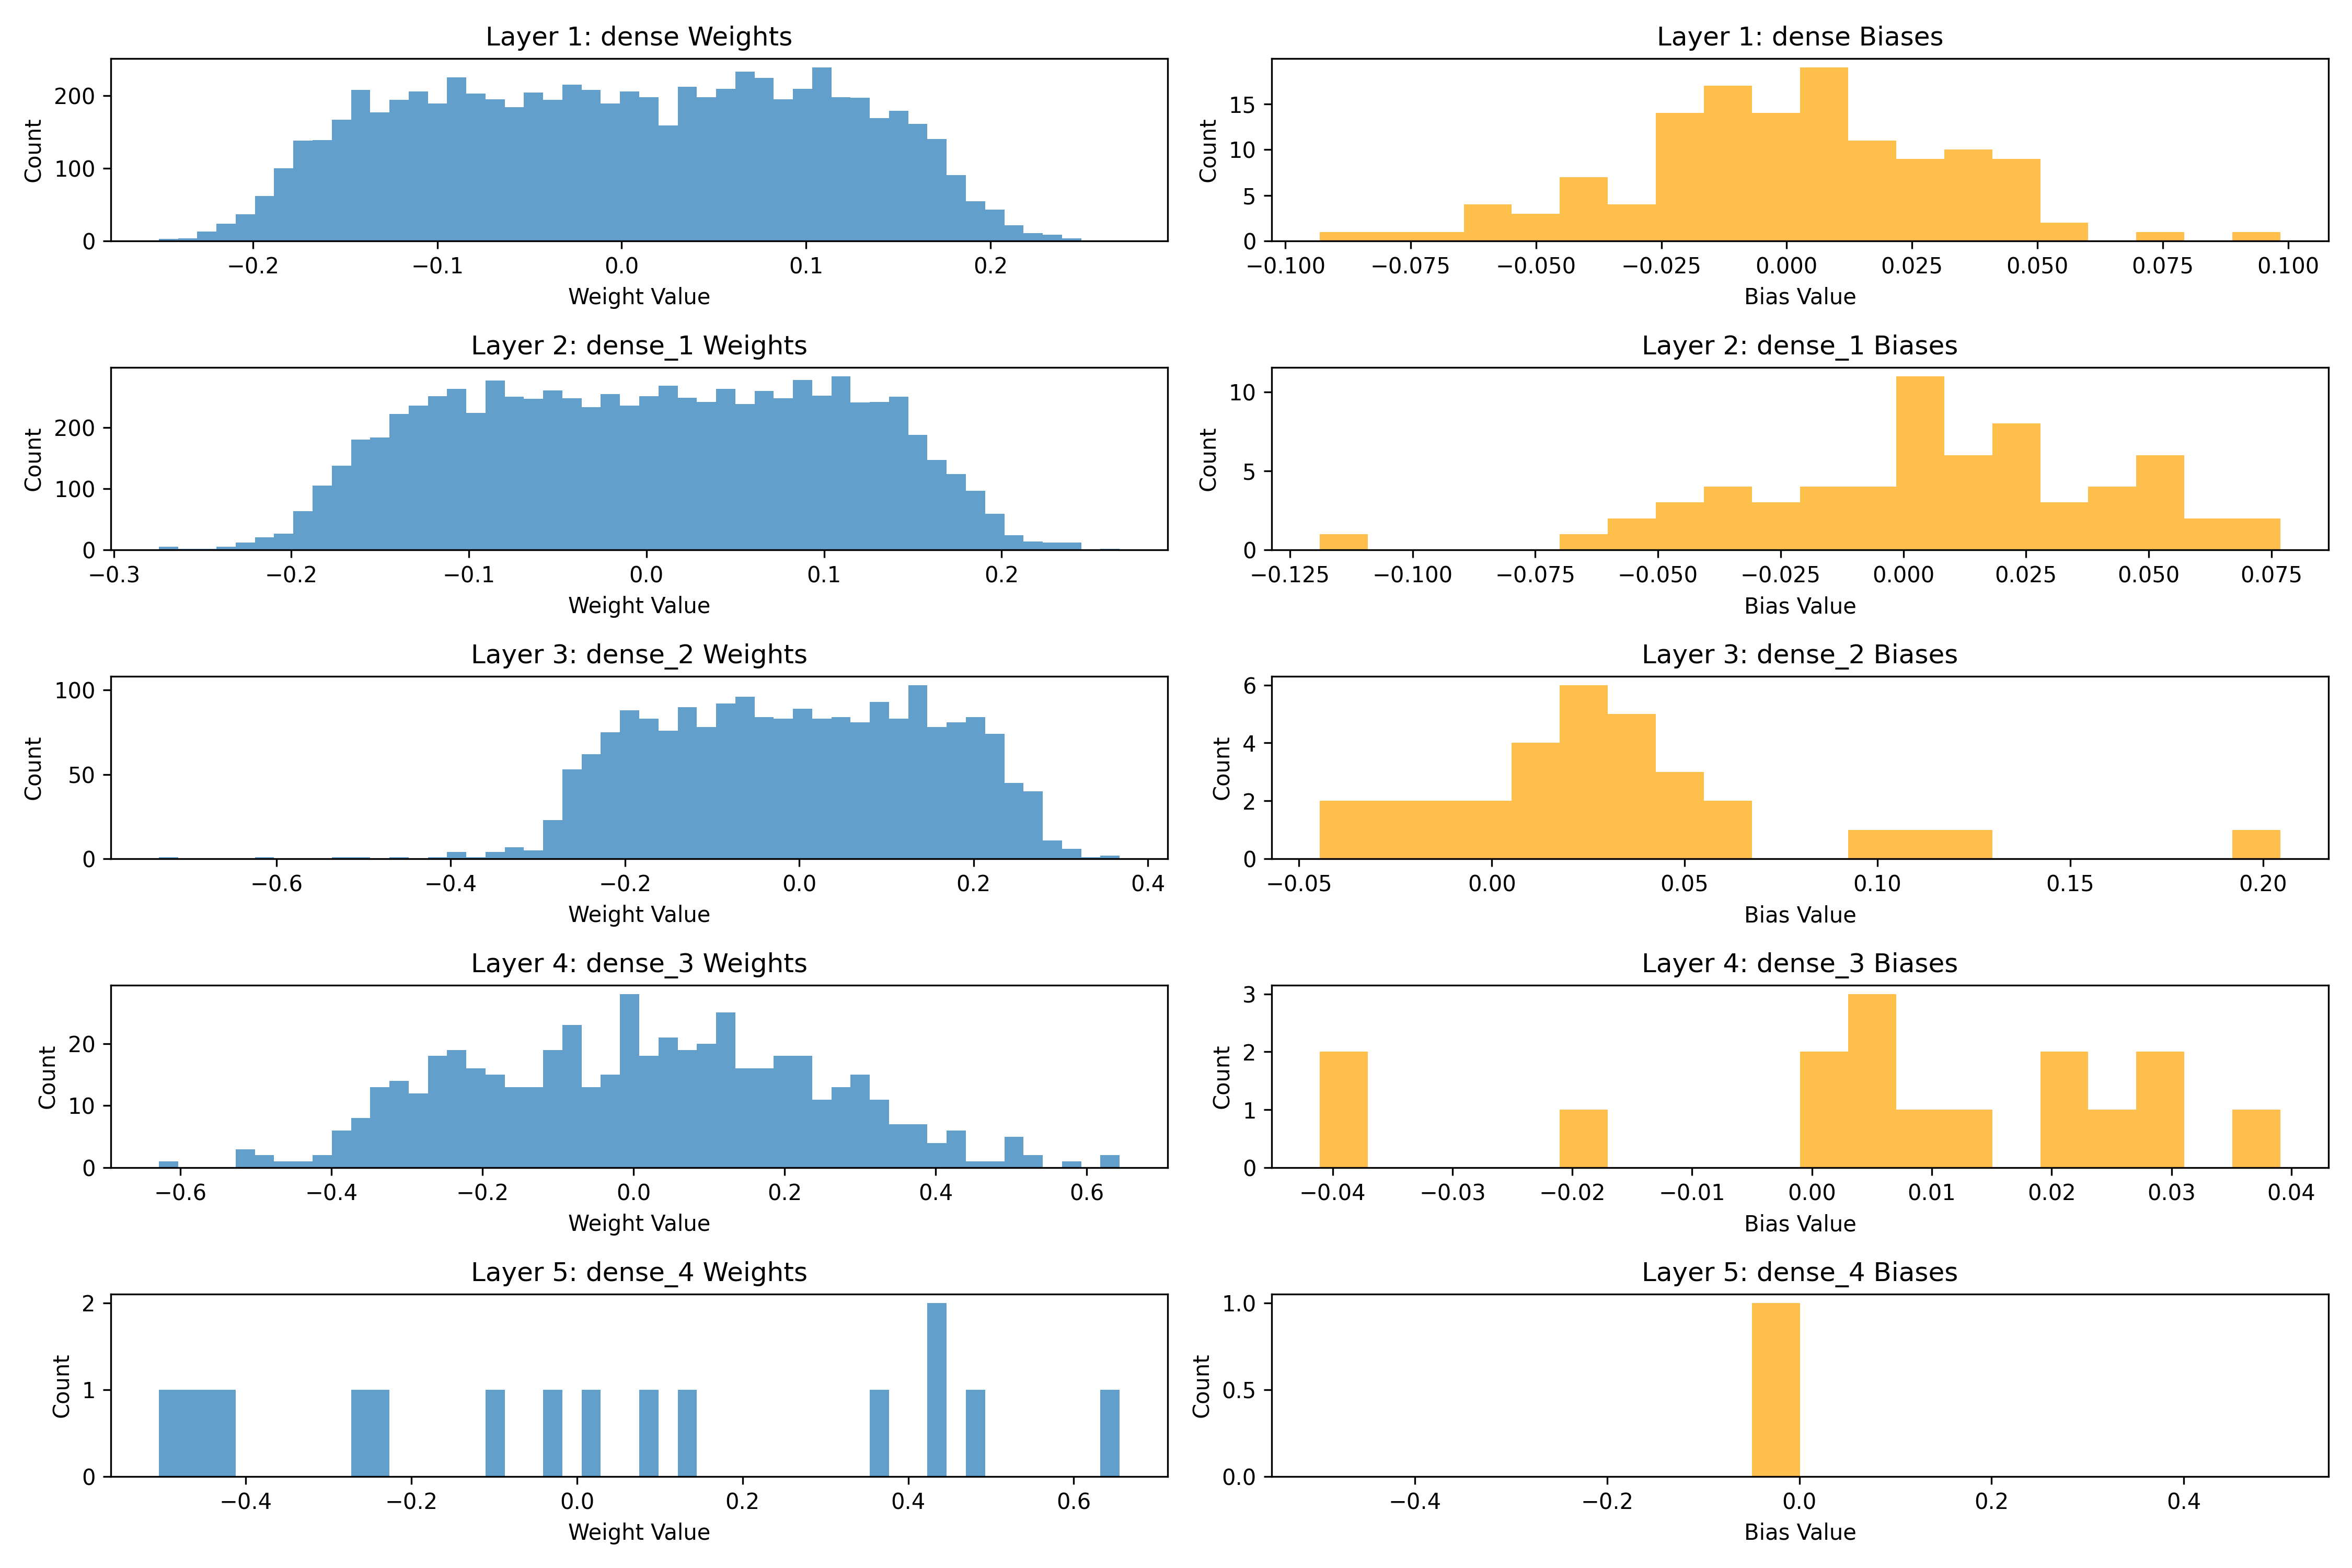 Layer 1: dense Weights
Count
200
100
0
−0.2 −0.1 0.0 0.1 0.2
Weight Value
Layer 1: dense Biases
Count
15
10
5
0
−0.100 −0.075 −0.050 −0.025 0.000 0.025 0.050 0.075 0.100
Bias Value
Layer 2: dense_1 Weights
Count
200
100
0
−0.3 −0.2 −0.1 0.0 0.1 0.2
Weight Value
Layer 2: dense_1 Biases
Count
10
5
0
−0.125 −0.100 −0.075 −0.050 −0.025 0.000 0.025 0.050 0.075
Bias Value
Layer 3: dense_2 Weights
Count
100
50
0
−0.6 −0.4 −0.2 0.0 0.2 0.4
Weight Value
Layer 3: dense_2 Biases
Count
6
4
2
0
−0.05 0.00 0.05 0.10 0.15 0.20
Bias Value
Layer 4: dense_3 Weights
Count
20
10
0
−0.6 −0.4 −0.2 0.0 0.2 0.4 0.6
Weight Value
Layer 4: dense_3 Biases
Count
3
2
1
0
−0.04 −0.03 −0.02 −0.01 0.00 0.01 0.02 0.03 0.04
Bias Value
Layer 5: dense_4 Weights
Count
2
1
0
−0.4 −0.2 0.0 0.2 0.4 0.6
Weight Value
Layer 5: dense_4 Biases
Count
1.0
0.5
0.0
−0.4 −0.2 0.0 0.2 0.4
Bias Value